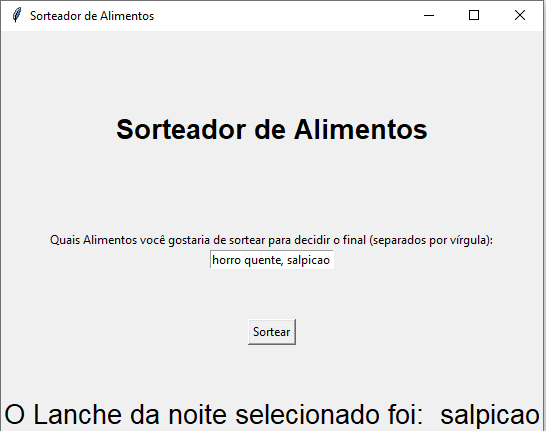 Sorteador de Alimentos
Sorteador de Alimentos
Quais Alimentos você gostaria de sortear para decidir o final (separados por vírgula):
horro quente, salpicao
Sortear
O Lanche da noite selecionado foi:  salpicao